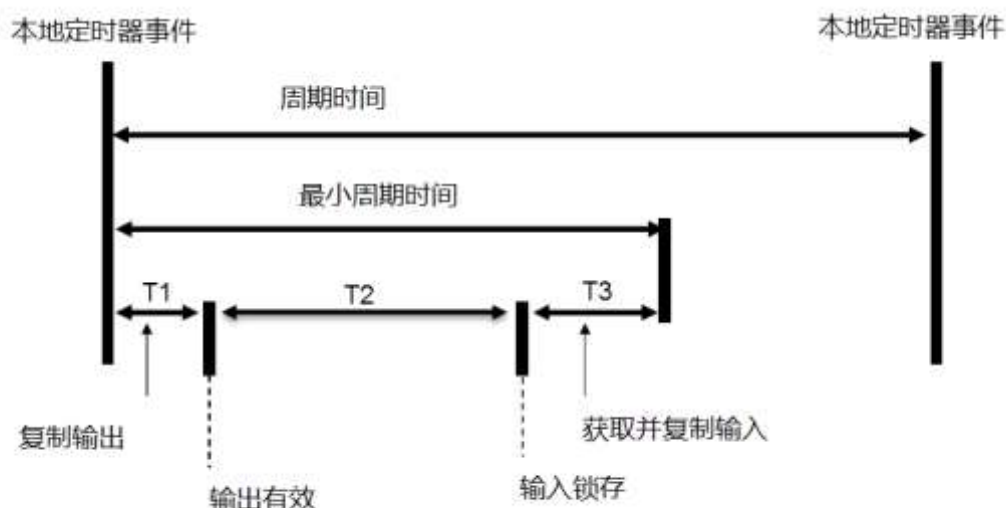 本地定时器事件
本地定时器事件
周期时间
最小周期时间
T1
T2
T3
复制输出
获取并复制输入
输出有效
输入锁存